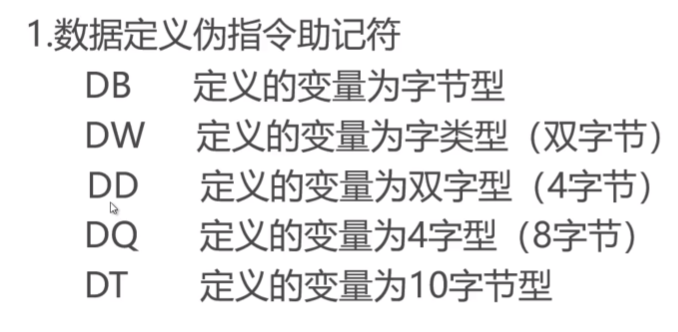 1.数据定义伪指令助记符
DB 定义的变量为字节型
DW 定义的变量为字类型（双字节）
DD 定义的变量为双字型（4字节）
DQ 定义的变量为4字型（8字节）
DT 定义的变量为10字节型